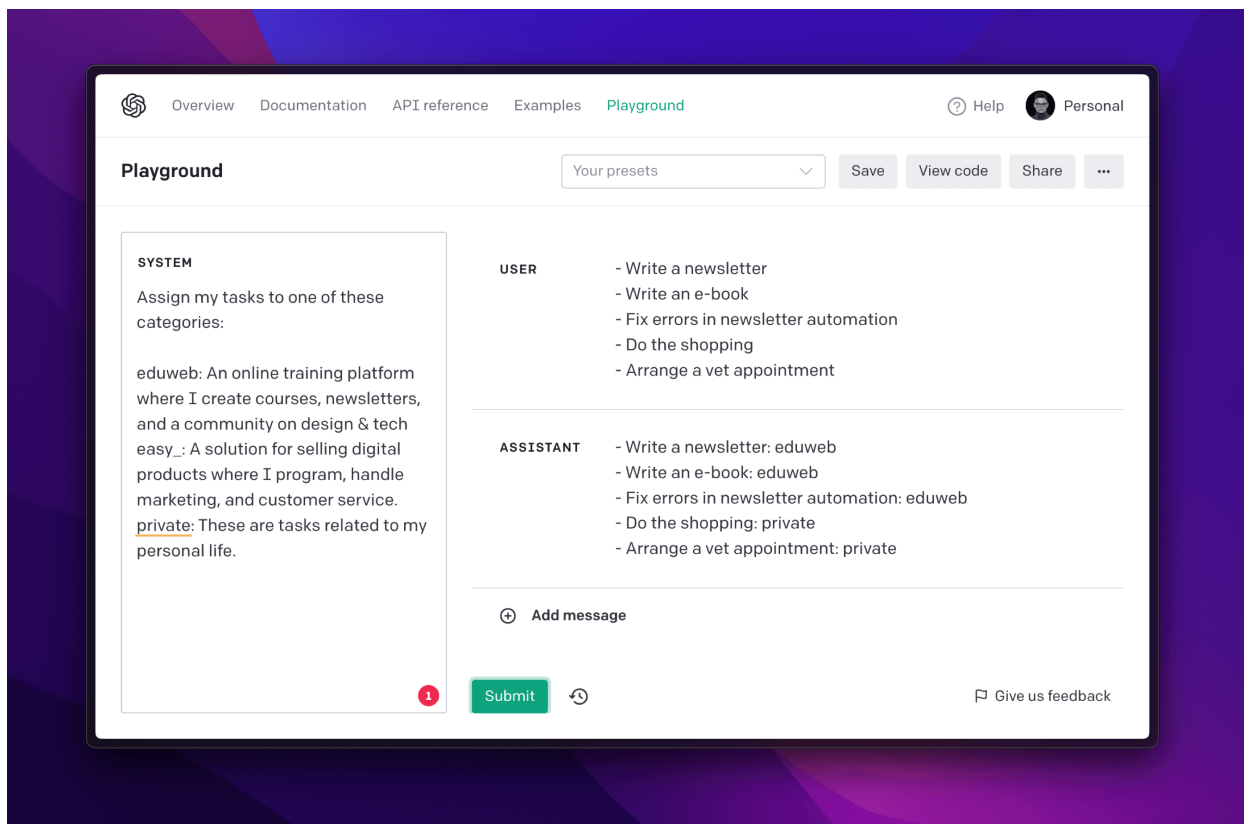 Overview Documentation API reference Examples Playground Help Personal
Playground Your presets Save View code Share ...
SYSTEM
Assign my tasks to one of these
categories:
eduweb: An online training platform
where I create courses, newsletters,
and a community on design & tech
easy_: A solution for selling digital
products where I program, handle
marketing, and customer service.
private: These are tasks related to my
personal life.
1
USER
- Write a newsletter
- Write an e-book
- Fix errors in newsletter automation
- Do the shopping
- Arrange a vet appointment
ASSISTANT
- Write a newsletter: eduweb
- Write an e-book: eduweb
- Fix errors in newsletter automation: eduweb
- Do the shopping: private
- Arrange a vet appointment: private
Add message
Submit Give us feedback